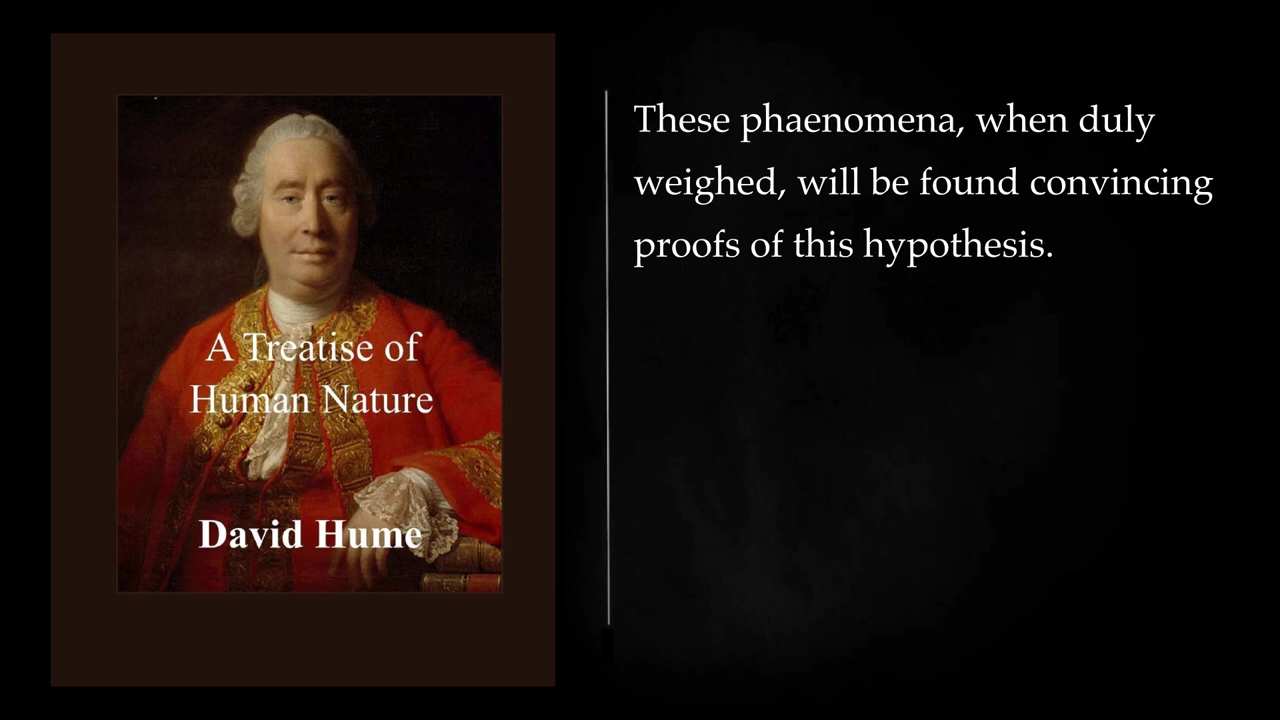 A Treatise of
Human Nature
David Hume
These phaenomena, when duly
weighed, will be found convincing
proofs of this hypothesis.